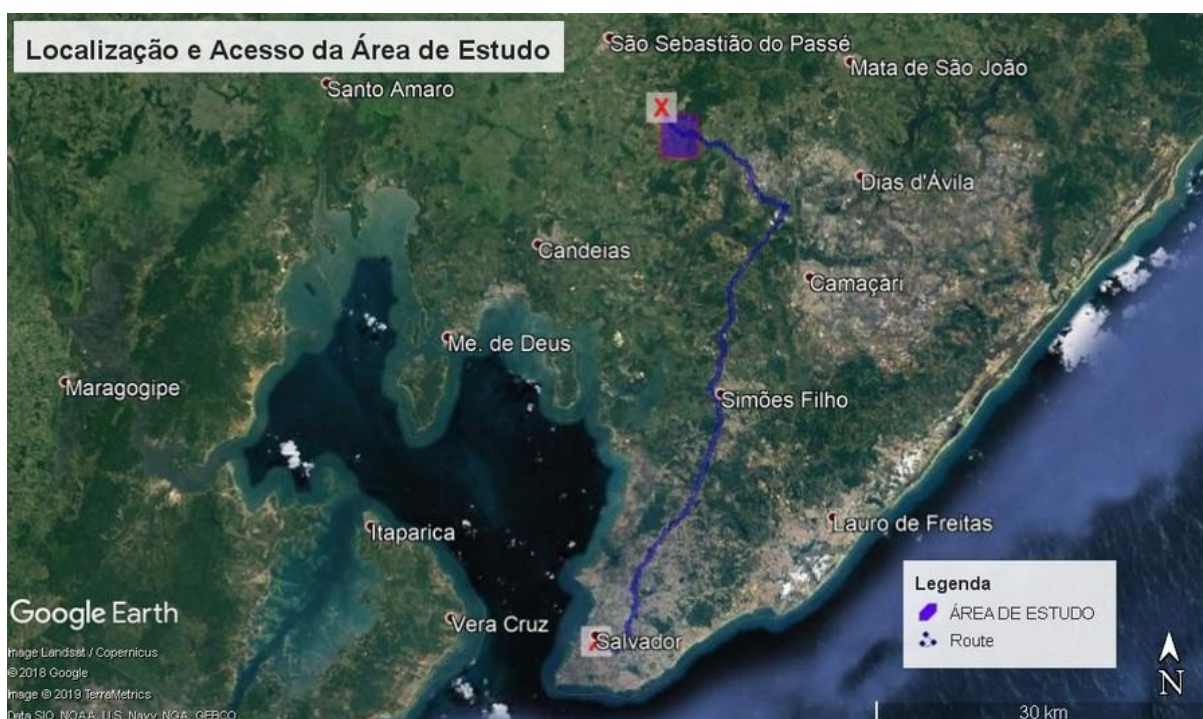 Localização e Acesso da Área de Estudo
São Sebastião do Passé
Mata de São João
Santo Amaro
X
Dias d'Ávila
Candeias
Camaçari
Me. de Deus
Maragogipe
Simões Filho
Lauro de Freitas
Itaparica
Legenda
ÁREA DE ESTUDO
Route
Google Earth
Vera Cruz
X
Salvador
Image Landsat / Copernicus
© 2018 Google
Image © 2019 TerraMetrics
Data SIO, NOAA, U.S. Navy, NGA, GEBCO
N
30 km